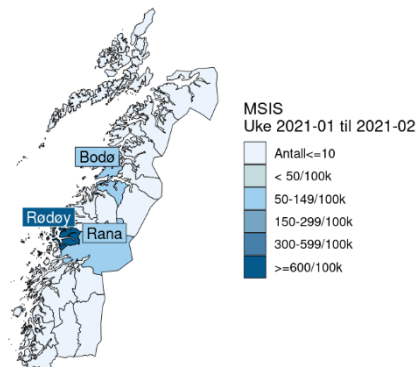 MSIS
Uke 2021-01 til 2021-02
Antall<=10
< 50/100k
50-149/100k
150-299/100k
300-599/100k
>=600/100k
Bodø
Rødøy
Rana